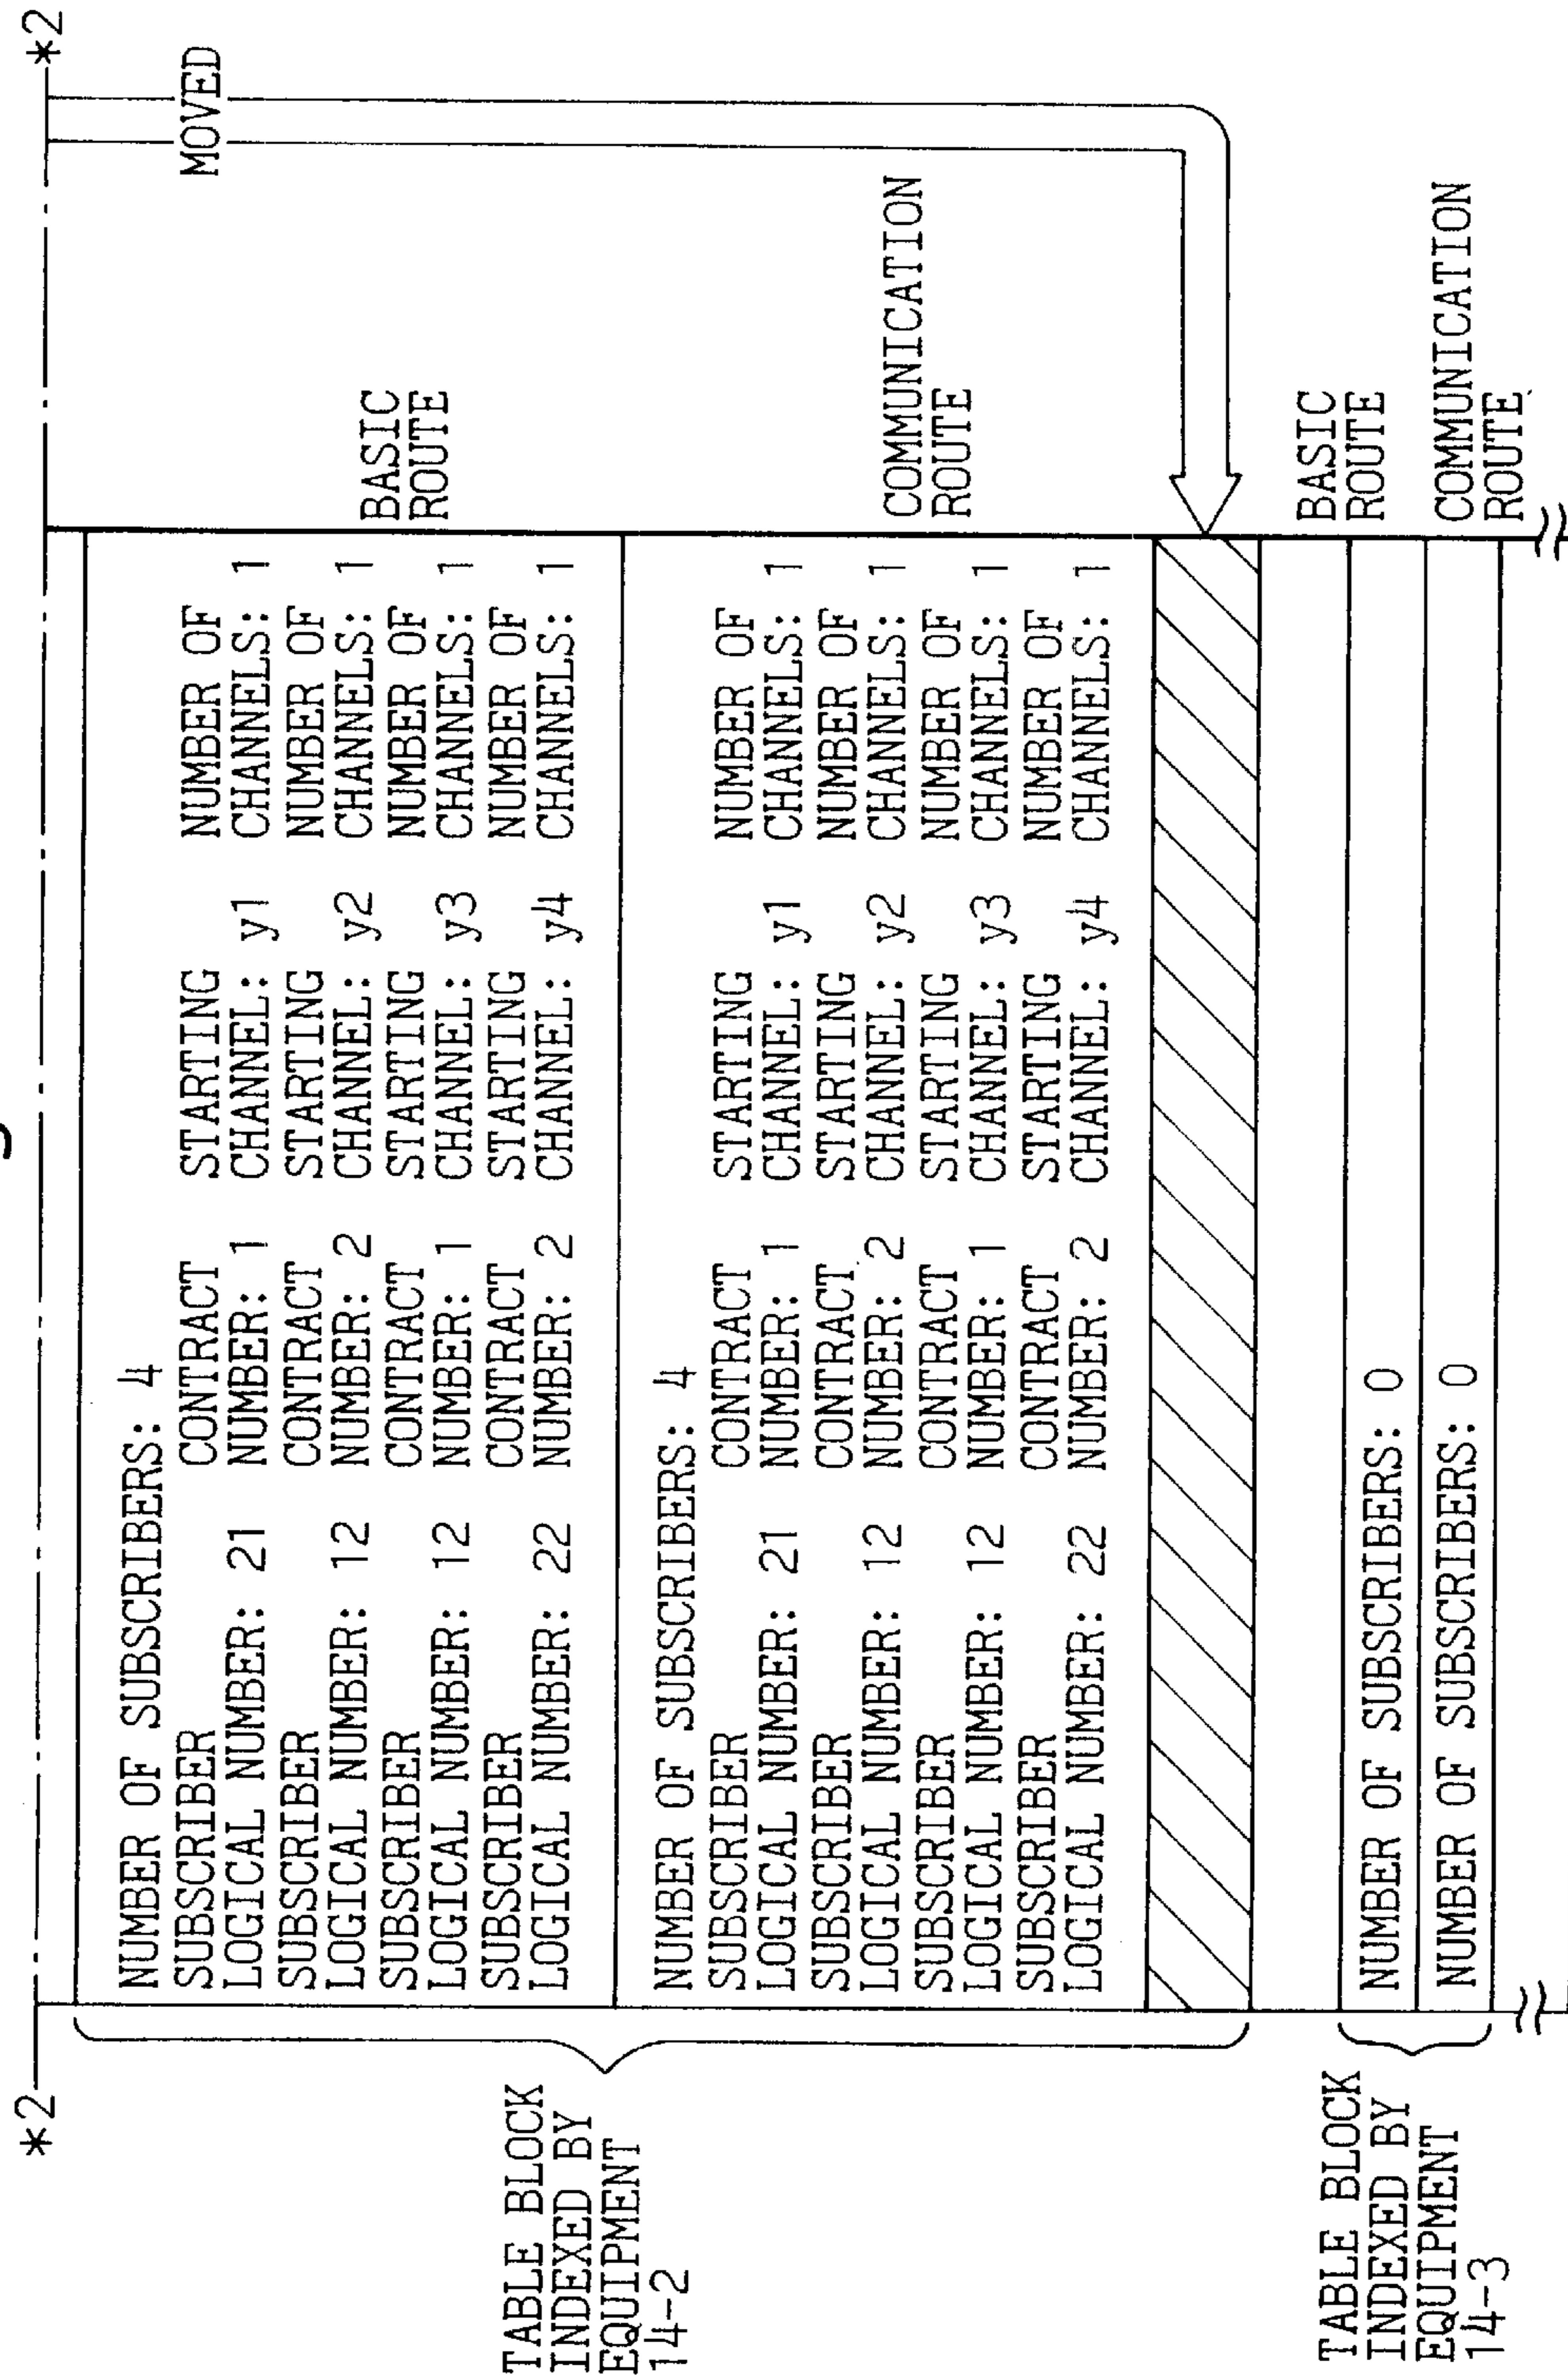 *2
*2
MOVED
NUMBER OF SUBSCRIBERS: 4
SUBSCRIBER CONTRACT STARTING NUMBER OF
LOGICAL NUMBER: 21 NUMBER: 1 CHANNEL: y1 CHANNELS: 1
SUBSCRIBER CONTRACT STARTING NUMBER OF
LOGICAL NUMBER: 12 NUMBER: 2 CHANNEL: y2 CHANNELS: 1
SUBSCRIBER CONTRACT STARTING NUMBER OF
LOGICAL NUMBER: 12 NUMBER: 1 CHANNEL: y3 CHANNELS: 1
SUBSCRIBER CONTRACT STARTING NUMBER OF
LOGICAL NUMBER: 22 NUMBER: 2 CHANNEL: y4 CHANNELS: 1
BASIC
ROUTE
TABLE BLOCK
INDEXED BY
EQUIPMENT
14-2
NUMBER OF SUBSCRIBERS: 4
SUBSCRIBER CONTRACT STARTING NUMBER OF
LOGICAL NUMBER: 21 NUMBER: 1 CHANNEL: y1 CHANNELS: 1
SUBSCRIBER CONTRACT STARTING NUMBER OF
LOGICAL NUMBER: 12 NUMBER: 2 CHANNEL: y2 CHANNELS: 1
SUBSCRIBER CONTRACT STARTING NUMBER OF
LOGICAL NUMBER: 12 NUMBER: 1 CHANNEL: y3 CHANNELS: 1
SUBSCRIBER CONTRACT STARTING NUMBER OF
LOGICAL NUMBER: 22 NUMBER: 2 CHANNEL: y4 CHANNELS: 1
COMMUNICATION
ROUTE
TABLE BLOCK
INDEXED BY
EQUIPMENT
14-3
NUMBER OF SUBSCRIBERS: 0
BASIC
ROUTE
NUMBER OF SUBSCRIBERS: 0
COMMUNICATION
ROUTE